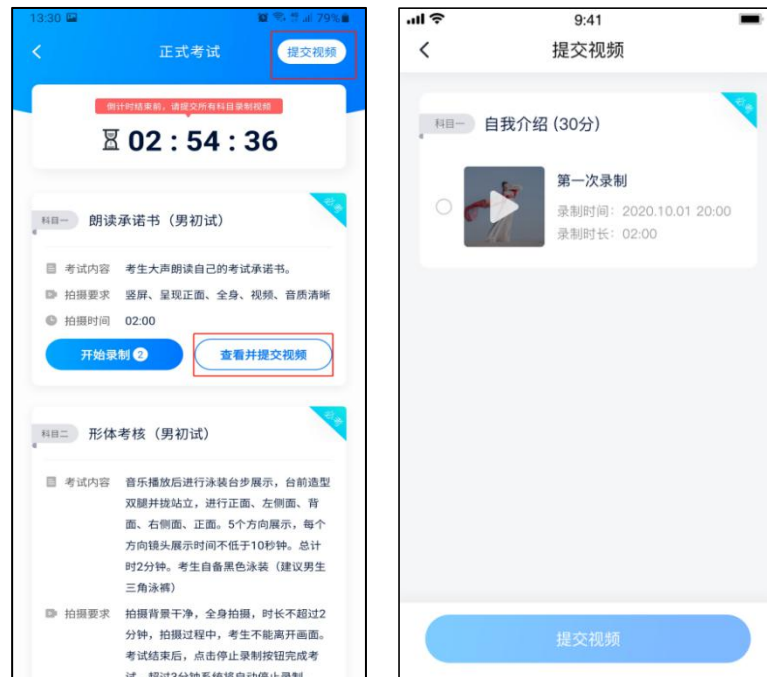 13:30
79%
正式考试
提交视频
倒计时结束前，请提交所有科目录制视频
02 : 54 : 36
必考
科目一 朗读承诺书（男初试）
考试内容 考生大声朗读自己的考试承诺书。
拍摄要求 竖屏、呈现正面、全身、视频、音质清晰
拍摄时间 02:00
开始录制 2
查看并提交视频
必考
科目二 形体考核（男初试）
考试内容 音乐播放后进行泳装台步展示，台前造型
双腿并拢站立，进行正面、左侧面、背
面、右侧面、正面。5个方向展示，每个
方向镜头展示时间不低于10秒钟。总计
时2分钟。考生自备黑色泳装（建议男生
三角泳裤）
拍摄要求 拍摄背景干净，全身拍摄，时长不超过2
分钟，拍摄过程中，考生不能离开画面。
考试结束后，点击停止录制按钮完成考
试，超过3分钟系统将自动停止录制
9:41
提交视频
必考
科目一 自我介绍 (30分)
第一次录制
录制时间：2020.10.01 20:00
录制时长：02:00
提交视频